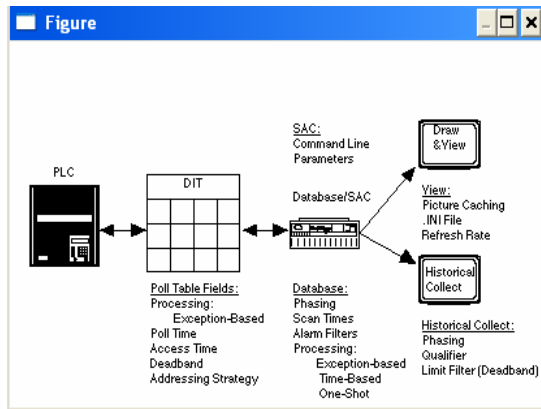 Figure
SAC:
Command Line
Parameters
Draw
&View
PLC
DIT
Database/SAC
View:
Picture Caching
.INI File
Refresh Rate
Historical
Collect
Poll Table Fields:
Processing:
Exception-Based
Poll Time
Access Time
Deadband
Addressing Strategy
Database:
Phasing
Scan Times
Alarm Filters
Processing:
Exception-based
Time-Based
One-Shot
Historical Collect:
Phasing
Qualifier
Limit Filter (Deadband)